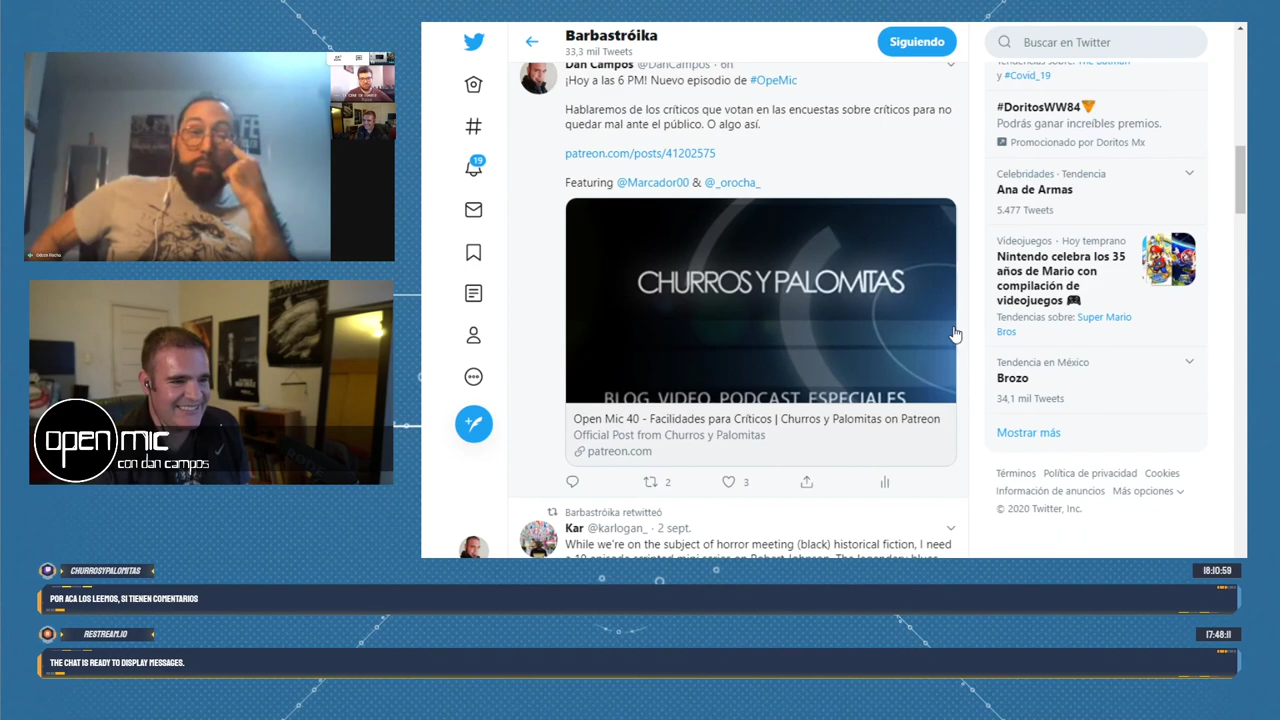 Barbastróika
33,3 mil Tweets
Siguiendo
Buscar en Twitter
Dan Campos @DanCampos · 6h
¡Hoy a las 6 PM! Nuevo episodio de #OpeMic
Hablaremos de los críticos que votan en las encuestas sobre críticos para no
quedar mal ante el público. O algo así.
patreon.com/posts/41202575
Featuring @Marcador00 & @_orocha_
CHURROS Y PALOMITAS
BLOG VIDEO PODCAST ESPECIALES
Open Mic 40 - Facilidades para Críticos | Churros y Palomitas on Patreon
Official Post from Churros y Palomitas
patreon.com
2
3
Barbastróika retwitteó
Kar @karlogan_ · 2 sept.
While we're on the subject of horror meeting (black) historical fiction, I need
19
Tendencias sobre: The Batman
y #Covid_19
#DoritosWW84
Podrás ganar increíbles premios.
Promocionado por Doritos Mx
Celebridades · Tendencia
Ana de Armas
5.477 Tweets
Videojuegos · Hoy temprano
Nintendo celebra los 35
años de Mario con
compilación de
videojuegos
Tendencias sobre: Super Mario
Bros
Tendencia en México
Brozo
34,1 mil Tweets
Mostrar más
Términos Política de privacidad Cookies
Información de anuncios Más opciones
© 2020 Twitter, Inc.
open mic
con dan campos
CHURROSYPALOMITAS
18:10:59
POR ACA LOS LEEMOS, SI TIENEN COMENTARIOS
RESTREAM.IO
17:48:11
THE CHAT IS READY TO DISPLAY MESSAGES.